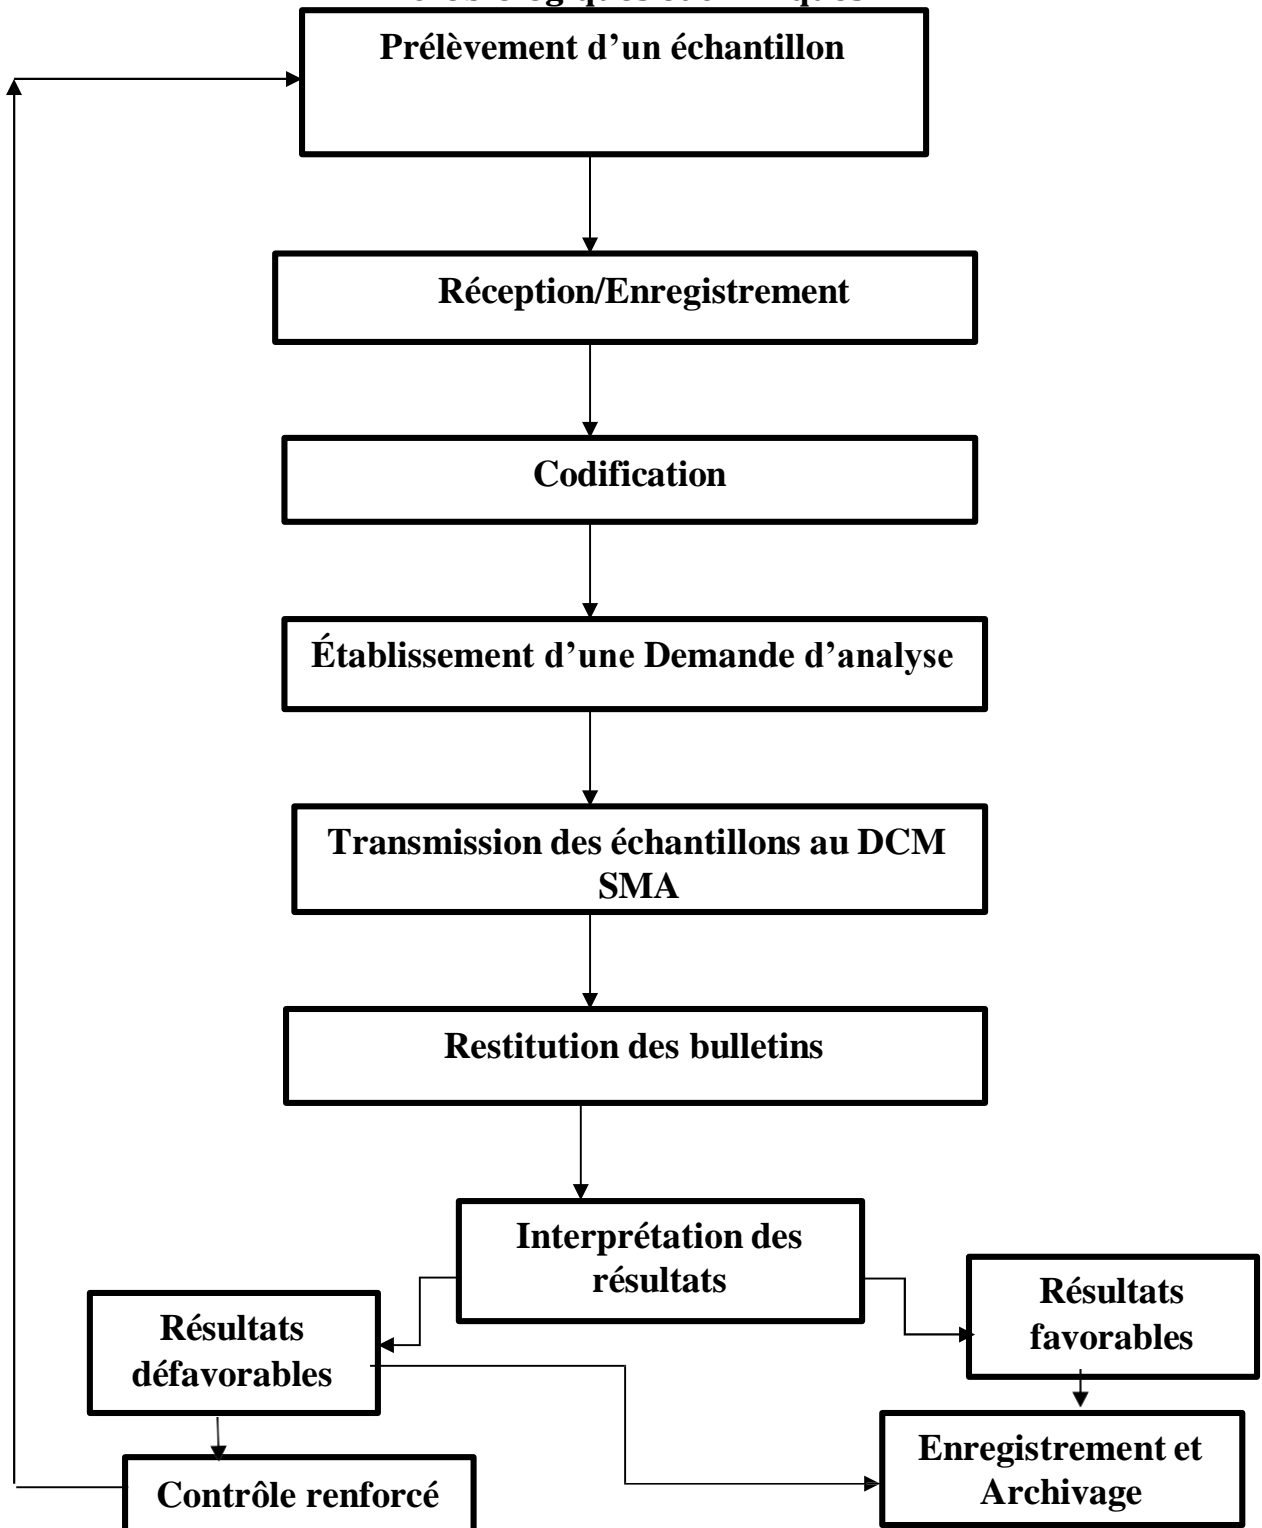 Prélèvement d’un échantillon
Réception/Enregistrement
Codification
Établissement d’une Demande d’analyse
Transmission des échantillons au DCM
SMA
Restitution des bulletins
Interprétation des
résultats
Résultats
favorables
Résultats
défavorables
Enregistrement et
Archivage
Contrôle renforcé